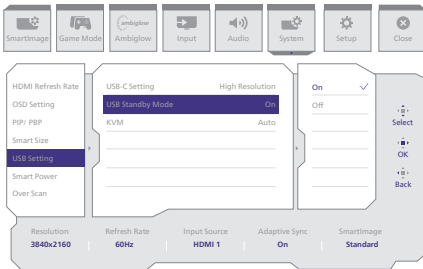 SmartImage
Game Mode
ambiglow
Ambiglow
Input
Audio
System
Setup
Close
HDMI Refresh Rate
OSD Setting
PIP/ PBP
Smart Size
USB Setting
Smart Power
Over Scan
USB-C Setting High Resolution
USB Standby Mode On
KVM Auto
On
Off
Select
OK
Back
Resolution Refresh Rate Input Source Adaptive Sync SmartImage
3840x2160 60Hz HDMI 1 On Standard